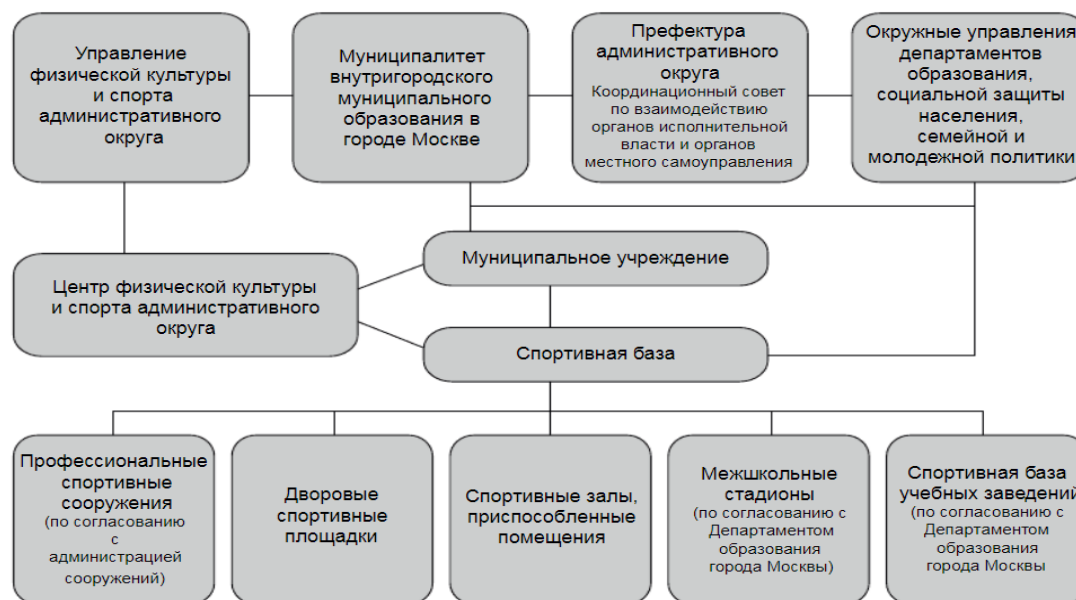 Управление
физической культуры
и спорта
административного
округа
Муниципалитет
внутригородского
муниципального
образования в
городе Москве
Префектура
административного
округа
Координационный совет
по взаимодействию
органов исполнительной
власти и органов
местного самоуправления
Окружные управления
департаментов
образования,
социальной защиты
населения,
семейной и
молодежной политики
Муниципальное учреждение
Центр физической культуры
и спорта административного
округа
Спортивная база
Профессиональные
спортивные
сооружения
(по согласованию
с
администрацией
сооружений)
Дворовые
спортивные
площадки
Спортивные залы,
приспособленные
помещения
Межшкольные
стадионы
(по согласованию с
Департаментом
образования
города Москвы)
Спортивная база
учебных заведений
(по согласованию с
Департаментом
образования
города Москвы